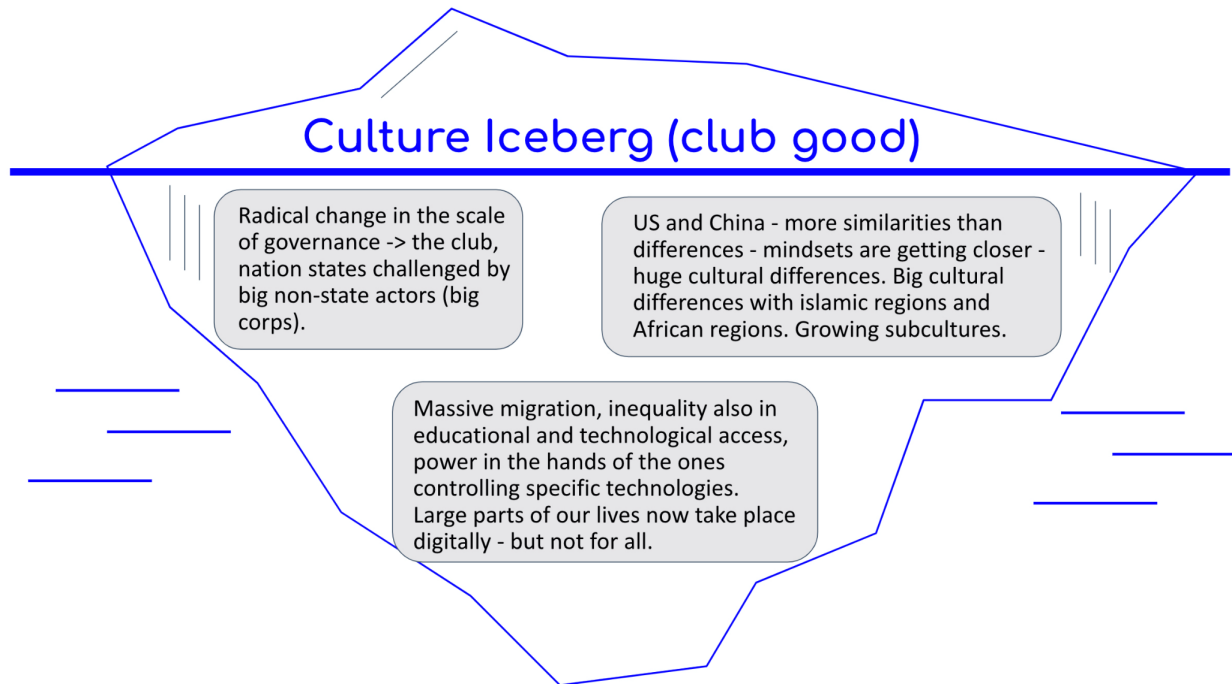 Culture Iceberg (club good)
Radical change in the scale
of governance -> the club,
nation states challenged by
big non-state actors (big
corps).
US and China - more similarities than
differences - mindsets are getting closer -
huge cultural differences. Big cultural
differences with islamic regions and
African regions. Growing subcultures.
Massive migration, inequality also in
educational and technological access,
power in the hands of the ones
controlling specific technologies.
Large parts of our lives now take place
digitally - but not for all.